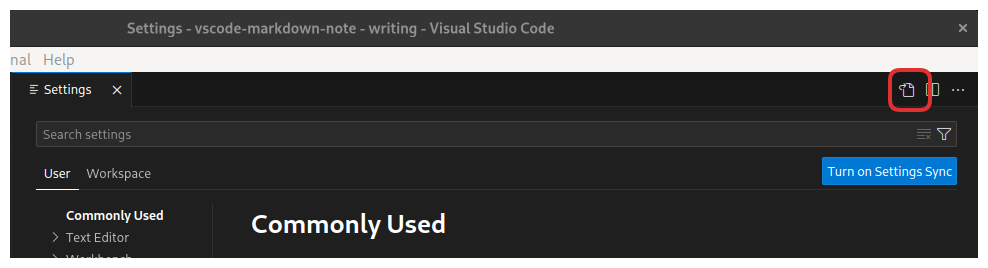 Settings - vscode-markdown-note - writing - Visual Studio Code
nal Help
Settings
Search settings
User Workspace
Turn on Settings Sync
Commonly Used
Commonly Used
Text Editor
Workbench